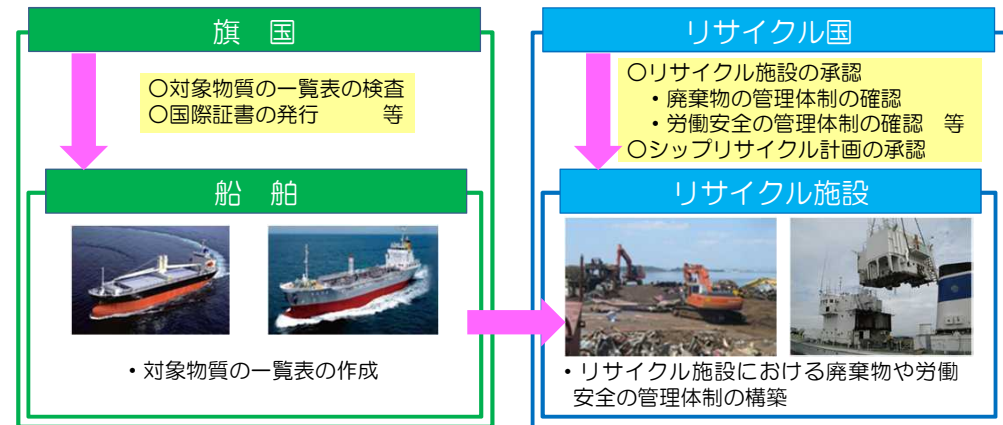 旗　国
〇対象物質の一覧表の検査
〇国際証書の発行　　　等
船　舶
・対象物質の一覧表の作成
リサイクル国
〇リサイクル施設の承認
・廃棄物の管理体制の確認
・労働安全の管理体制の確認　等
〇シップリサイクル計画の承認
リサイクル施設
・リサイクル施設における廃棄物や労働
安全の管理体制の構築